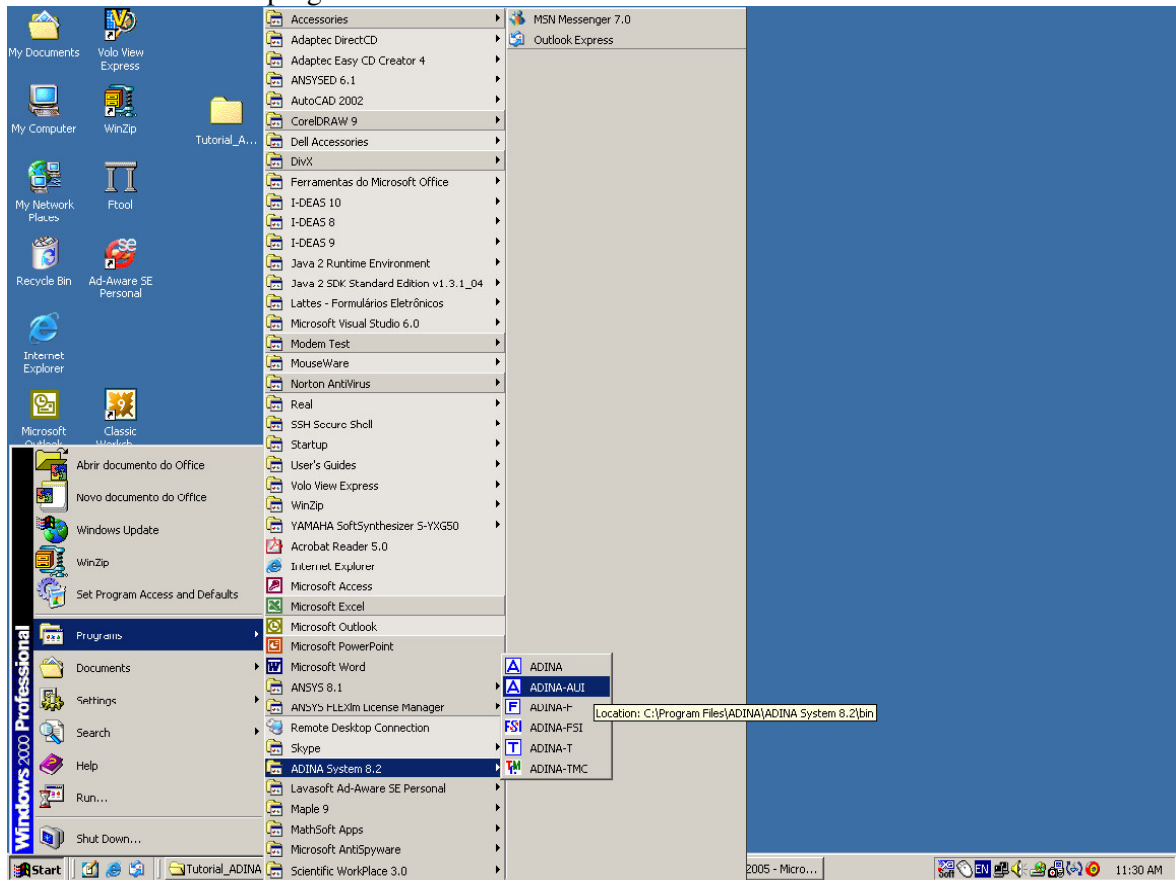 My Documents
Volo View
Express
My Computer
WinZip
Tutorial_A...
My Network
Places
Ftool
Recycle Bin
Ad-Aware SE
Personal
Internet
Explorer
Microsoft
Outlook
Classic
Abrir documento do Office
Novo documento do Office
Windows Update
WinZip
Set Program Access and Defaults
Programs
Documents
Settings
Search
Help
Run...
Shut Down...
Windows 2000 Professional
Accessories
Adaptec DirectCD
Adaptec Easy CD Creator 4
ANSYSED 6.1
AutoCAD 2002
CorelDRAW 9
Dell Accessories
DivX
Ferramentas do Microsoft Office
I-DEAS 10
I-DEAS 8
I-DEAS 9
Java 2 Runtime Environment
Java 2 SDK Standard Edition v1.3.1_04
Lattes - Formulários Eletrônicos
Microsoft Visual Studio 6.0
Modem Test
MouseWare
Norton AntiVirus
Real
SSH Secure Shell
Startup
User's Guides
Volo View Express
WinZip
YAMAHA SoftSynthesizer S-YXG50
Acrobat Reader 5.0
Internet Explorer
Microsoft Access
Microsoft Excel
Microsoft Outlook
Microsoft PowerPoint
Microsoft Word
ANSYS 8.1
ANSYS FLEXlm License Manager
Remote Desktop Connection
Skype
ADINA System 8.2
Lavasoft Ad-Aware SE Personal
Maple 9
MathSoft Apps
Microsoft AntiSpyware
Scientific WorkPlace 3.0
MSN Messenger 7.0
Outlook Express
ADINA
ADINA-AUI
ADINA-F
ADINA-FSI
ADINA-T
ADINA-TMC
Location: C:\Program Files\ADINA\ADINA System 8.2\bin
Start
Tutorial_ADINA
2005 - Micro...
EN
11:30 AM